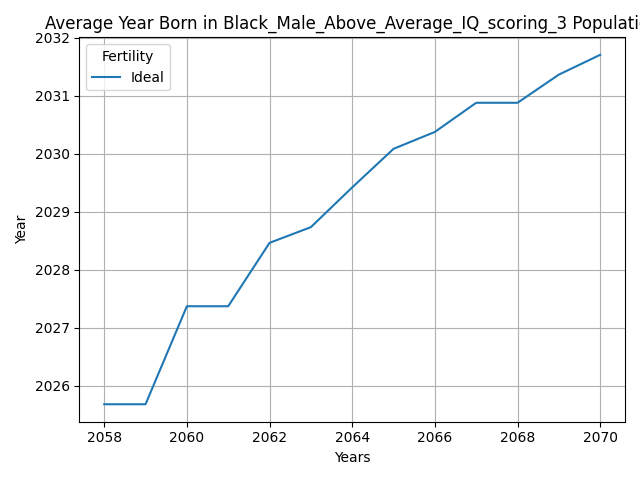 Average Year Born in Black_Male_Above_Average_IQ_scoring_3 Populati
2032
2031
2030
2029
2028
2027
2026
Year
Fertility
Ideal
2058 2060 2062 2064 2066 2068 2070
Years